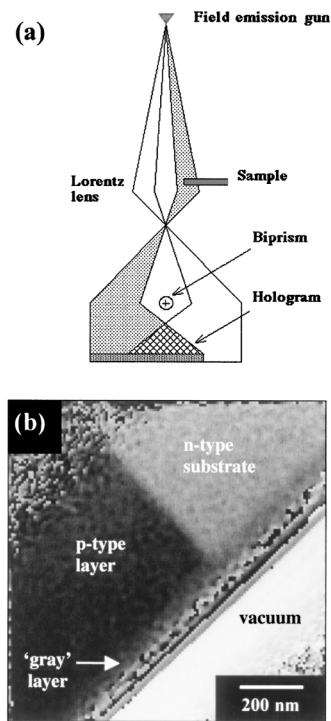 (a)
Field emission gun
Lorentz
lens
Sample
Biprism
+
Hologram
(b)
n-type
substrate
p-type
layer
vacuum
'gray'
layer
200 nm